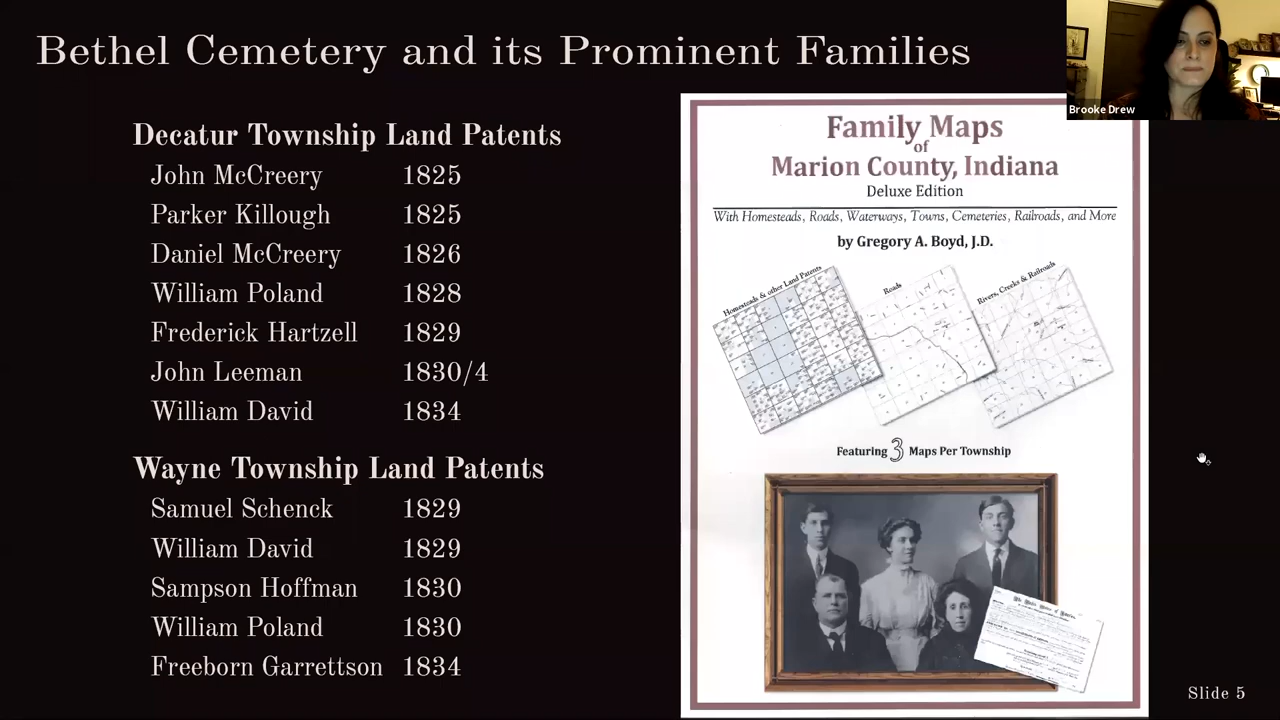 Bethel Cemetery and its Prominent Families
Brooke Drew
Decatur Township Land Patents
John McCreery 1825
Parker Killough 1825
Daniel McCreery 1826
William Poland 1828
Frederick Hartzell 1829
John Leeman 1830/4
William David 1834
Wayne Township Land Patents
Samuel Schenck 1829
William David 1829
Sampson Hoffman 1830
William Poland 1830
Freeborn Garrettson 1834
Family Maps
of
Marion County, Indiana
Deluxe Edition
With Homesteads, Roads, Waterways, Towns, Cemeteries, Railroads, and More
by Gregory A. Boyd, J.D.
Homesteads & other Land Patents
Roads
Rivers, Creeks & Railroads
Featuring 3 Maps Per Township
Slide 5